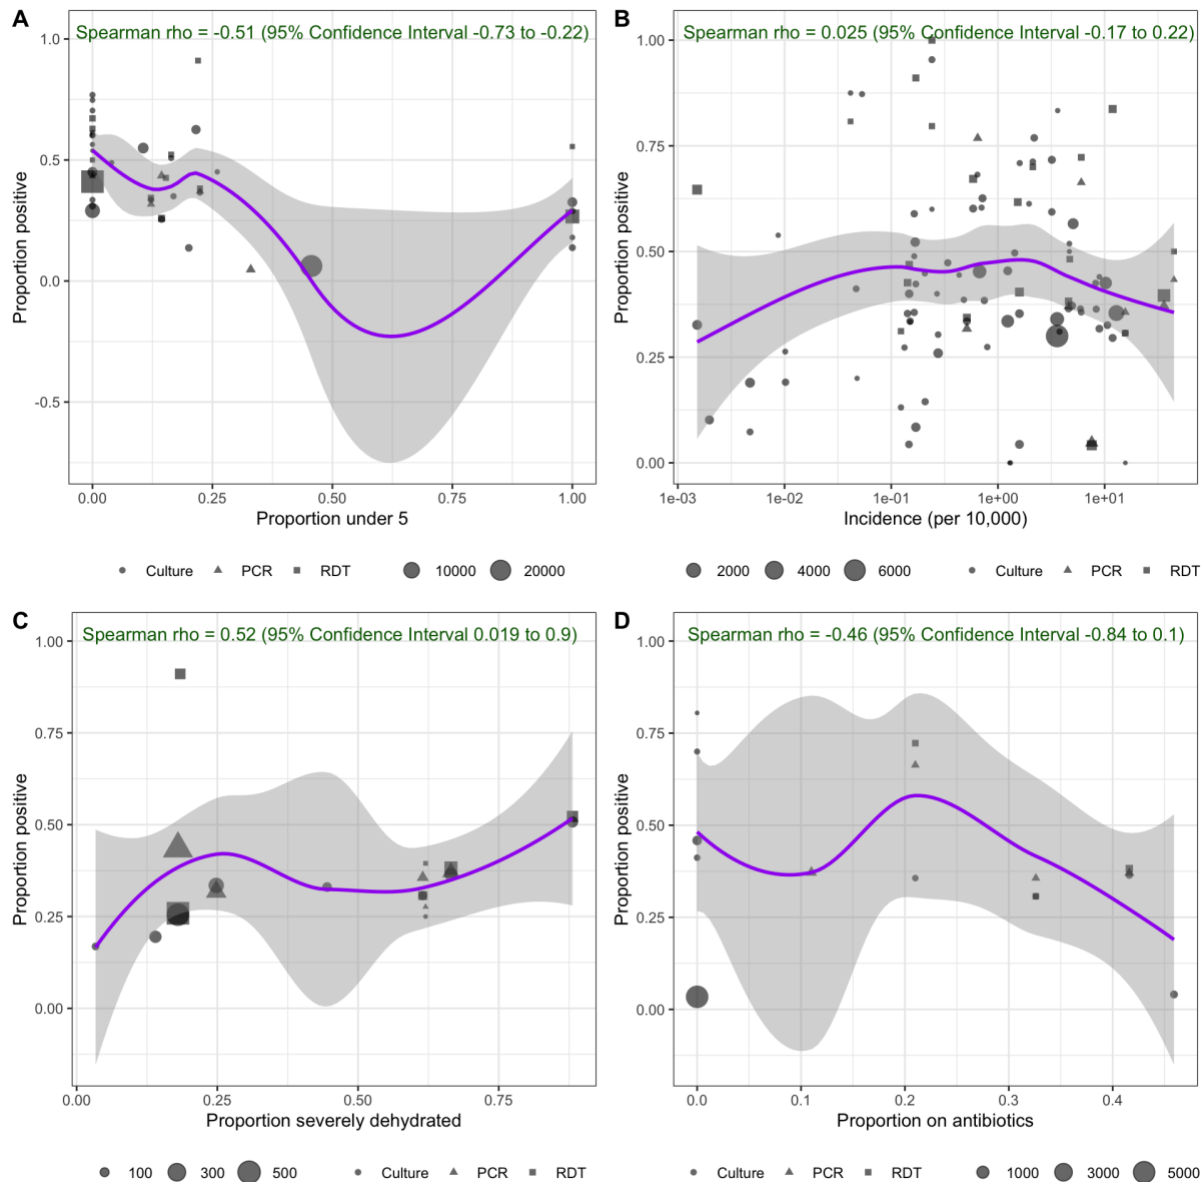 A
Spearman rho = -0.51 (95% Confidence Interval -0.73 to -0.22)
1.0
0.5
0.0
-0.5
Proportion positive
0.00 0.25 0.50 0.75 1.00
Proportion under 5
Culture PCR RDT 10000 20000
B
Spearman rho = 0.025 (95% Confidence Interval -0.17 to 0.22)
1.00
0.75
0.50
0.25
0.00
Proportion positive
1e-03 1e-02 1e-01 1e+00 1e+01
Incidence (per 10,000)
2000 4000 6000 Culture PCR RDT
C
Spearman rho = 0.52 (95% Confidence Interval 0.019 to 0.9)
1.00
0.75
0.50
0.25
0.00
Proportion positive
0.00 0.25 0.50 0.75
Proportion severely dehydrated
100 300 500 Culture PCR RDT
D
Spearman rho = -0.46 (95% Confidence Interval -0.84 to 0.1)
1.00
0.75
0.50
0.25
0.00
Proportion positive
0.0 0.1 0.2 0.3 0.4
Proportion on antibiotics
Culture PCR RDT 1000 3000 5000